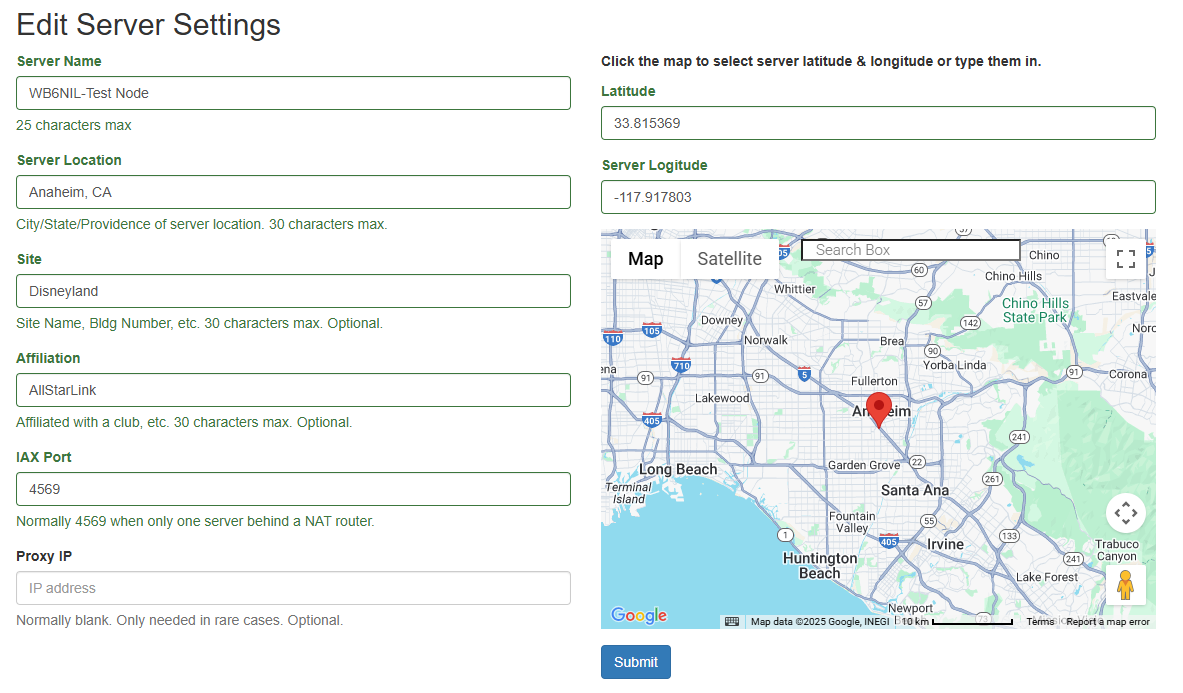 Edit Server Settings
Server Name
WB6NIL-Test Node
25 characters max
Server Location
Anaheim, CA
City/State/Providence of server location. 30 characters max.
Site
Disneyland
Site Name, Bldg Number, etc. 30 characters max. Optional.
Affiliation
AllStarLink
Affiliated with a club, etc. 30 characters max. Optional.
IAX Port
4569
Normally 4569 when only one server behind a NAT router.
Proxy IP
IP address
Normally blank. Only needed in rare cases. Optional.
Click the map to select server latitude & longitude or type them in.
Latitude
33.815369
Server Logitude
-117.917803
57
Map
Satellite
5
Search Box
Chino
60
Chino Hills
Whittier
57
Chino Hills
State Park
Eastvale
Downey
142
105
110
Norwalk
Brea
90
Yorba Linda
710
91
91
5
91
Corona
Fullerton
Lakewood
Anaheim
405
241
Garden Grove
22
Long Beach
261
Terminal
Island
Santa Ana
Fountain
Valley
55
1
405
133
Irvine
Trabuco
Canyon
Huntington
Beach
241
Lake Forest
Newport
73
Google
Map data ©2025 Google, INEGI
10 km
Terms
Report a map error
Submit